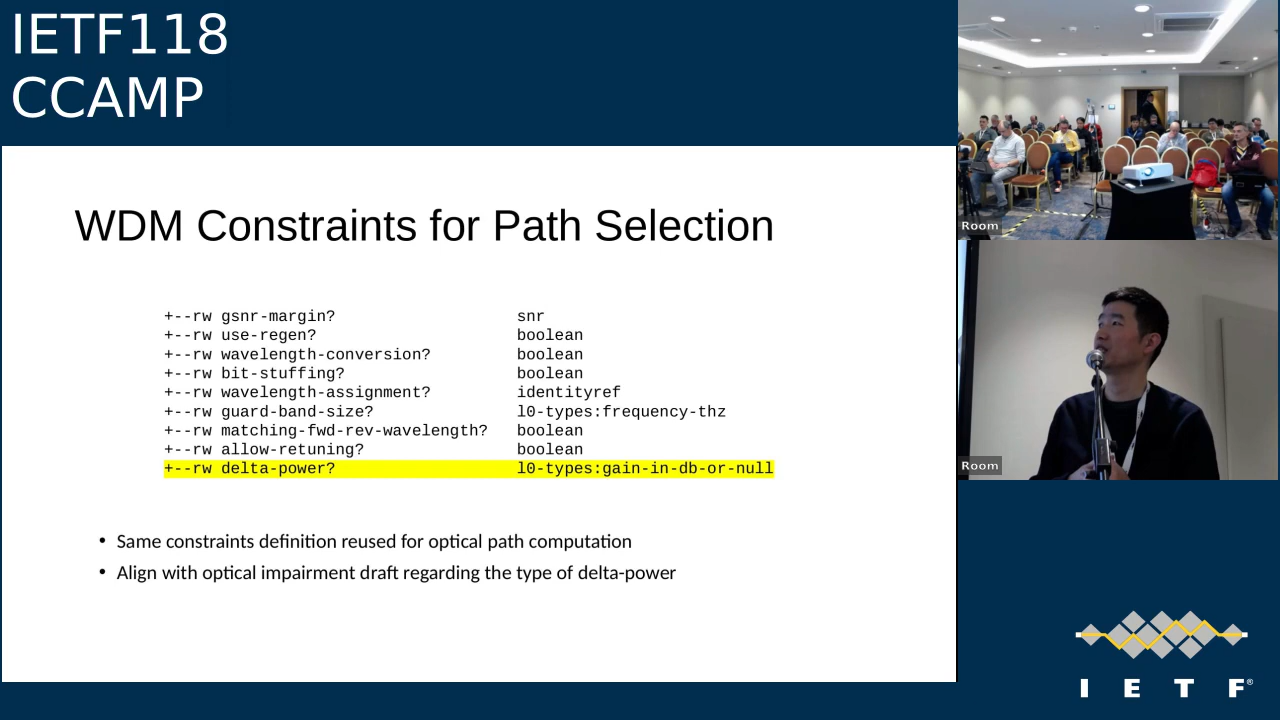 IETF118
CCAMP
WDM Constraints for Path Selection
+--rw gsnr-margin? snr
+--rw use-regen? boolean
+--rw wavelength-conversion? boolean
+--rw bit-stuffing? boolean
+--rw wavelength-assignment? identityref
+--rw guard-band-size? l0-types:frequency-thz
+--rw matching-fwd-rev-wavelength? boolean
+--rw allow-retuning? boolean
+--rw delta-power? l0-types:gain-in-db-or-null
• Same constraints definition reused for optical path computation
• Align with optical impairment draft regarding the type of delta-power
Room
Room
I E T F®